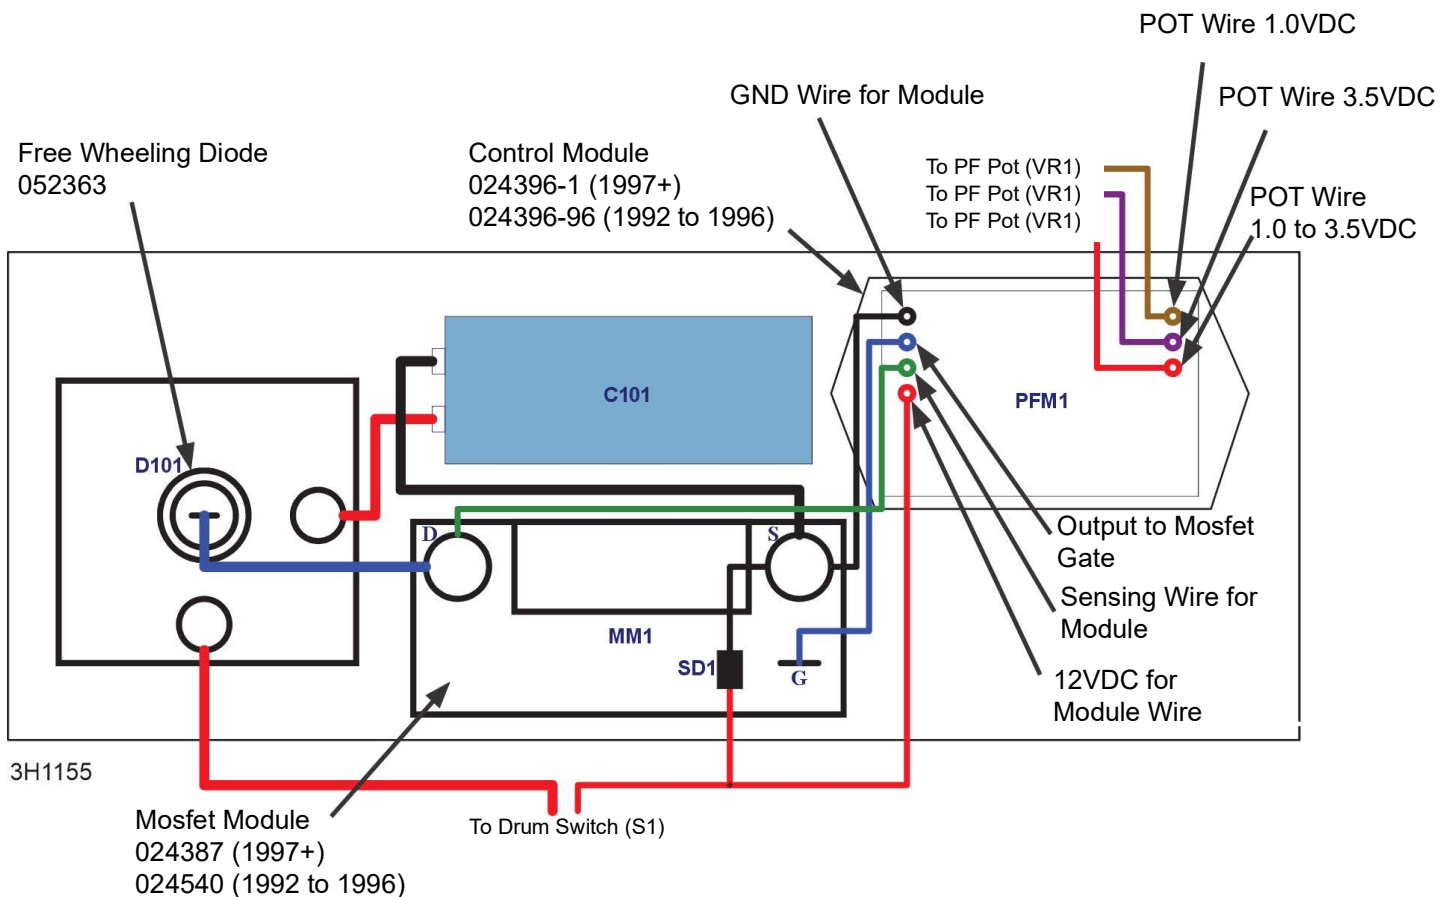 POT Wire 1.0VDC
GND Wire for Module
POT Wire 3.5VDC
Free Wheeling Diode
052363
Control Module
024396-1 (1997+)
024396-96 (1992 to 1996)
To PF Pot (VR1)
To PF Pot (VR1)
To PF Pot (VR1)
POT Wire
1.0 to 3.5VDC
C101
PFM1
D101
D
S
Output to Mosfet
Gate
Sensing Wire for
Module
MM1
SD1
G
12VDC for
Module Wire
3H1155
Mosfet Module
024387 (1997+)
024540 (1992 to 1996)
To Drum Switch (S1)